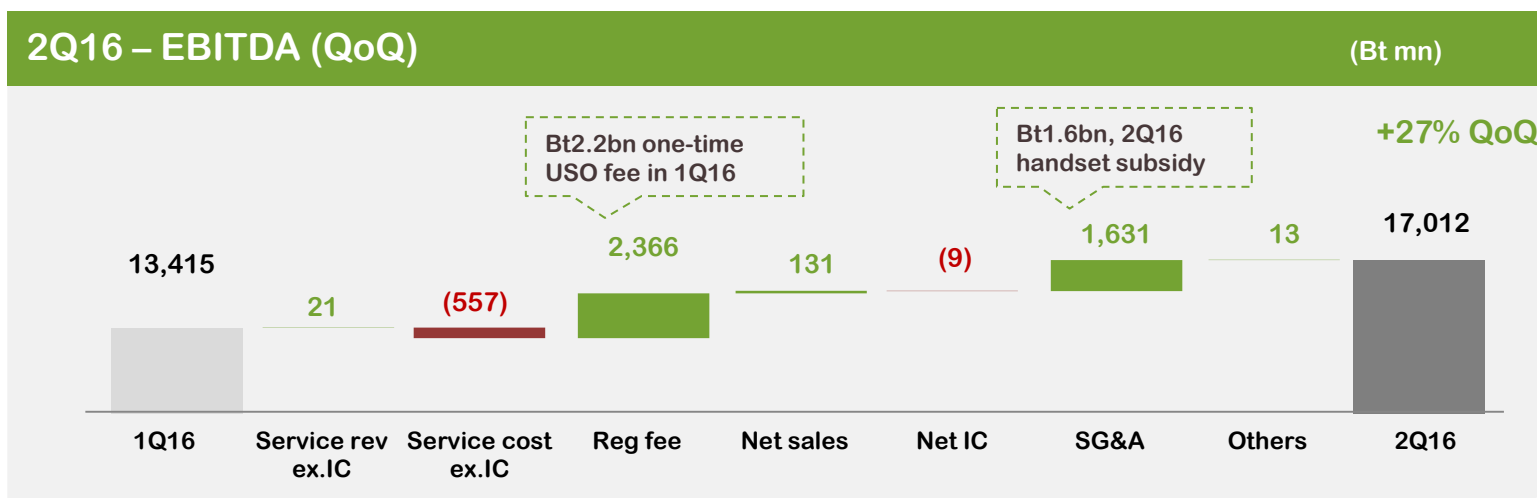 2Q16 – EBITDA (QoQ)
(Bt mn)
Bt2.2bn one-time
USO fee in 1Q16
Bt1.6bn, 2Q16
handset subsidy
+27% QoQ
13,415
21
(557)
2,366
131
(9)
1,631
13
17,012
1Q16
Service rev
ex.IC
Service cost
ex.IC
Reg fee
Net sales
Net IC
SG&A
Others
2Q16